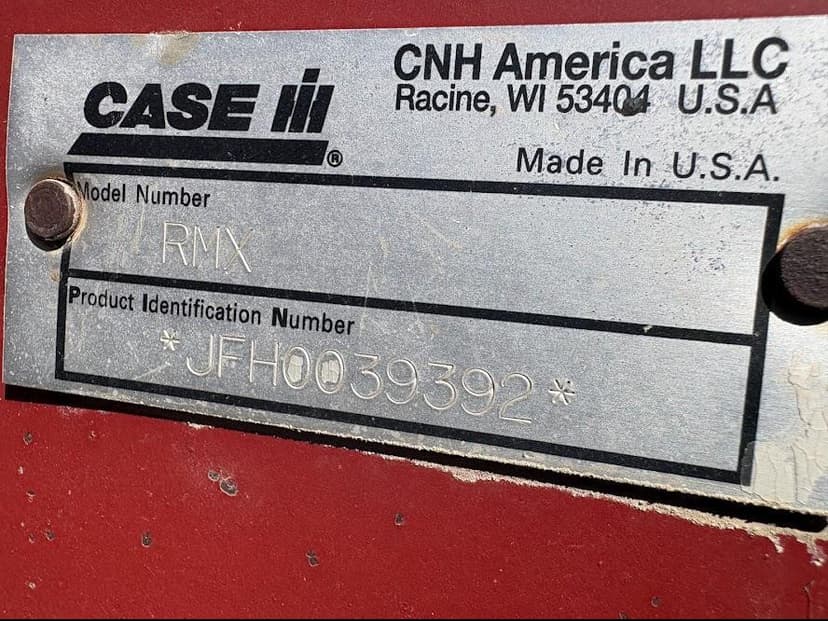 CNH America LLC
CASE IH®
Racine, WI 53404 U.S.A
Made In U.S.A.
Model Number
RMX
Product Identification Number
*JFH0039392*